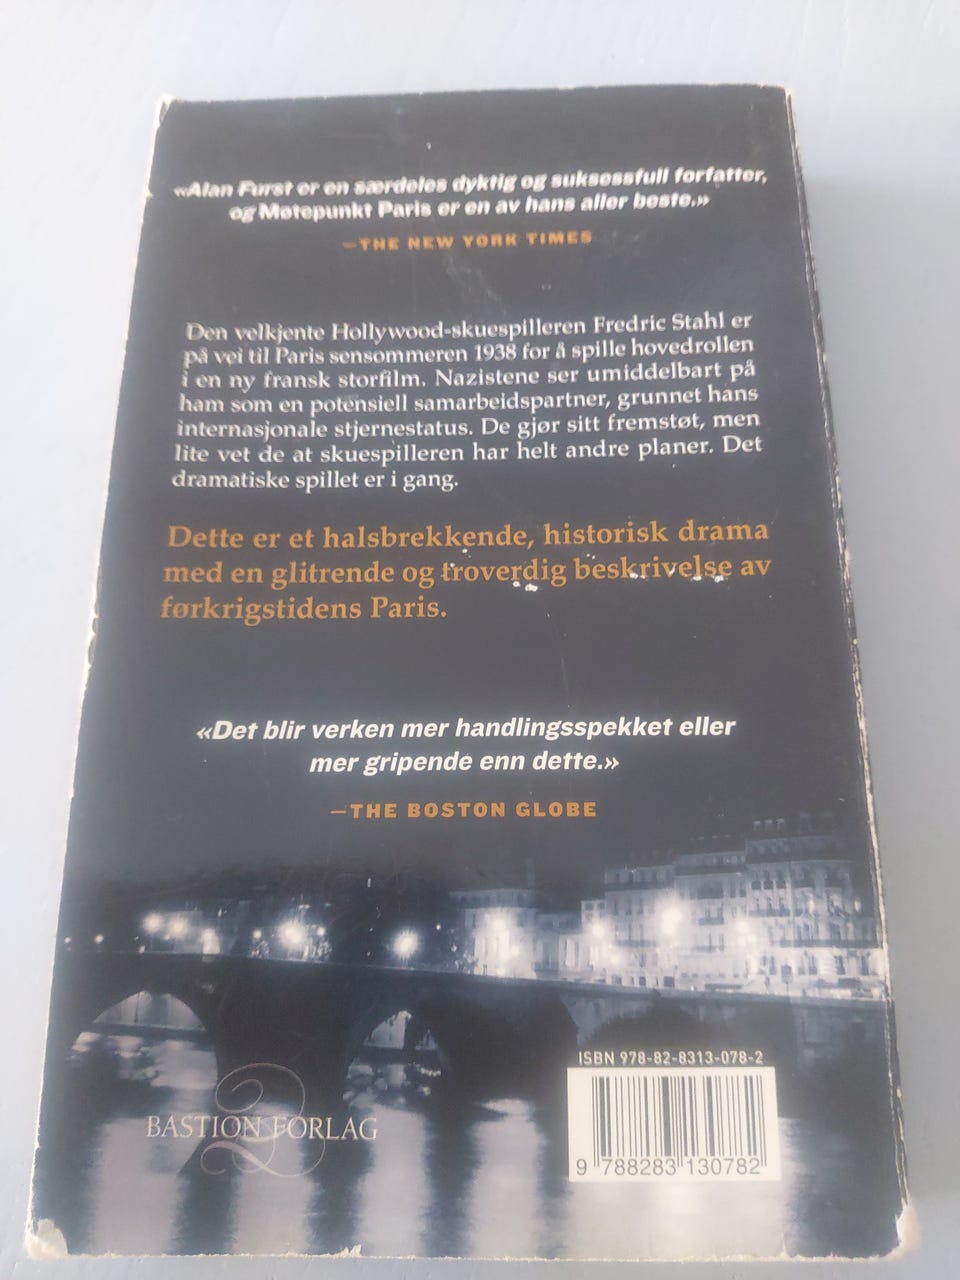 «Alan Furst er en særdeles dyktig og suksessfull forfatter,
og Møtepunkt Paris er en av hans aller beste.»
—THE NEW YORK TIMES
Den velkjente Hollywood-skuespilleren Fredric Stahl er
på vei til Paris sensommeren 1938 for å spille hovedrollen
i en ny fransk storfilm. Nazistene ser umiddelbart på
ham som en potensiell samarbeidspartner, grunnet hans
internasjonale stjernestatus. De gjør sitt fremstøt, men
lite vet de at skuespilleren har helt andre planer. Det
dramatiske spillet er i gang.
Dette er et halsbrekkende, historisk drama
med en glitrende og troverdig beskrivelse av
førkrigstidens Paris.
«Det blir verken mer handlingsspekket eller
mer gripende enn dette.»
—THE BOSTON GLOBE
ISBN 978-82-8313-078-2
BASTION FORLAG
9 788283 130782